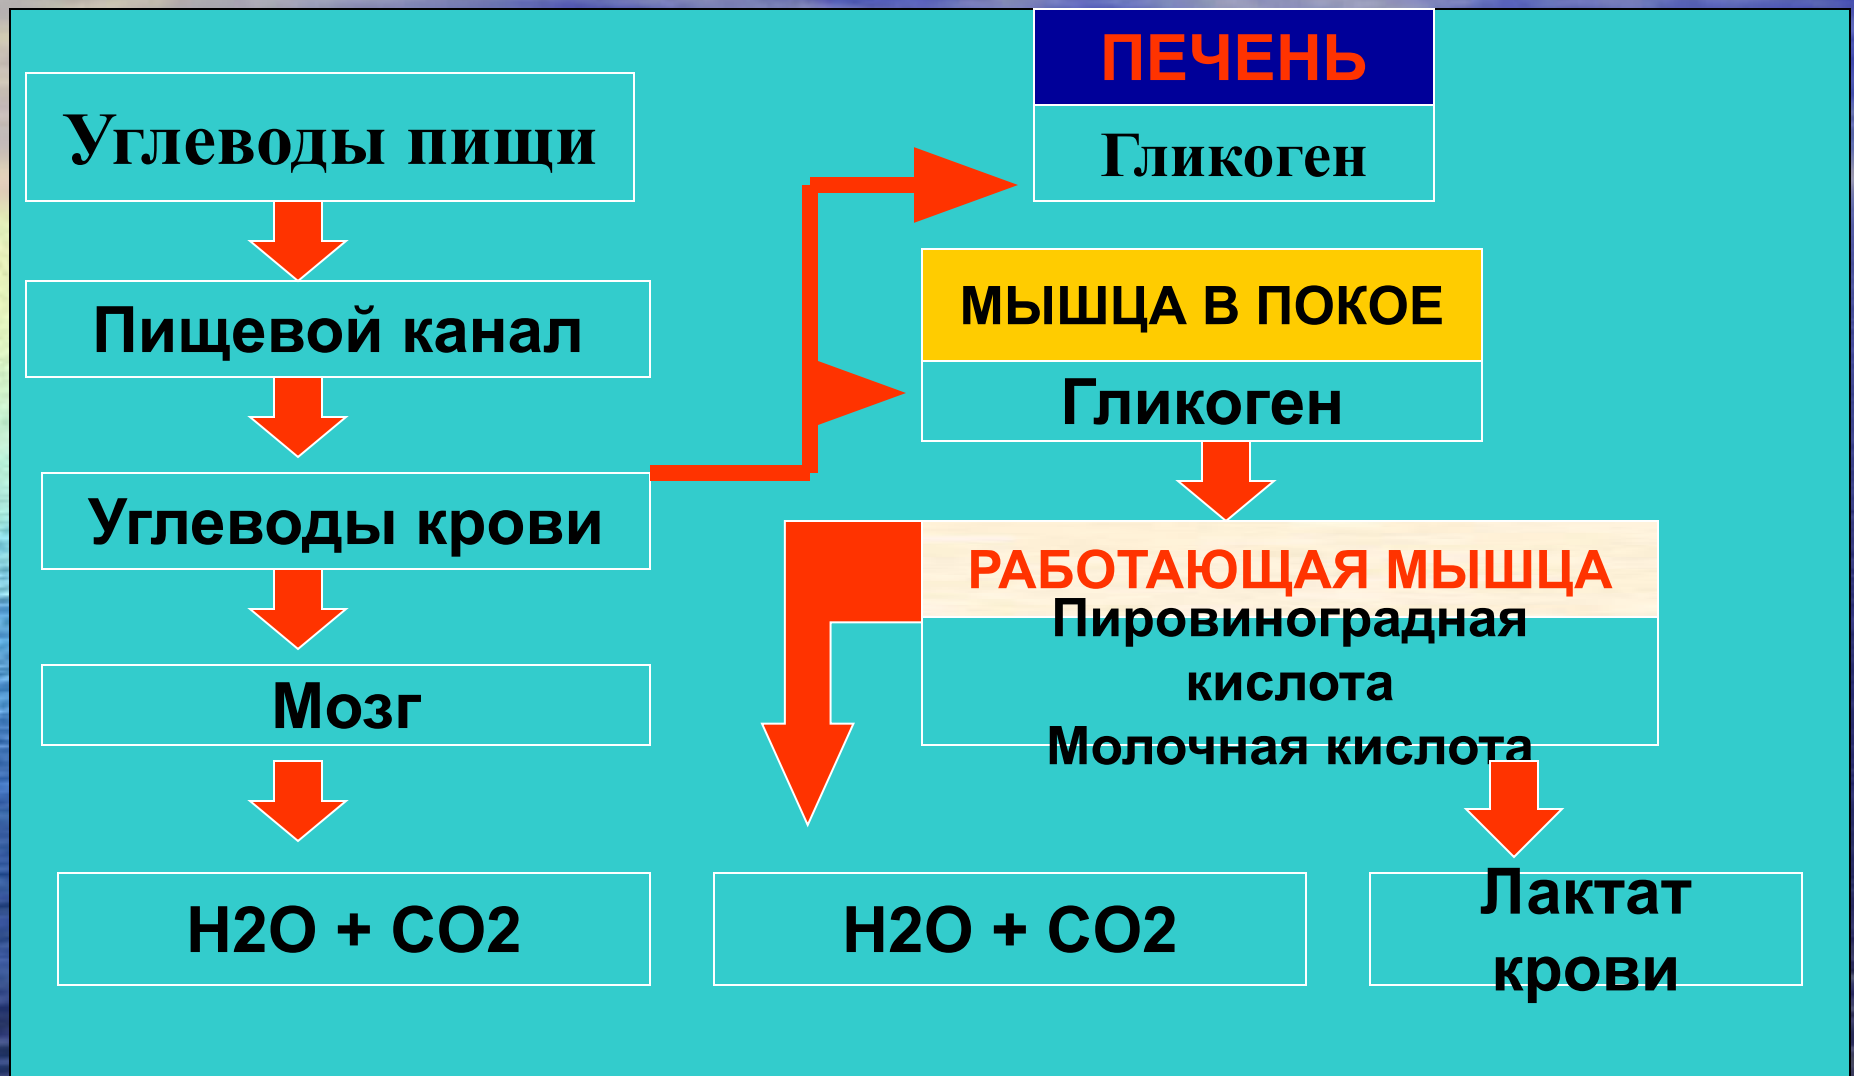 Углеводы пищи
Пищевой канал
Углеводы крови
Мозг
H2O + CO2
ПЕЧЕНЬ
Гликоген
МЫШЦА В ПОКОЕ
Гликоген
РАБОТАЮЩАЯ МЫШЦА
Пировиноградная
кислота
Молочная кислота
H2O + CO2
Лактат
крови